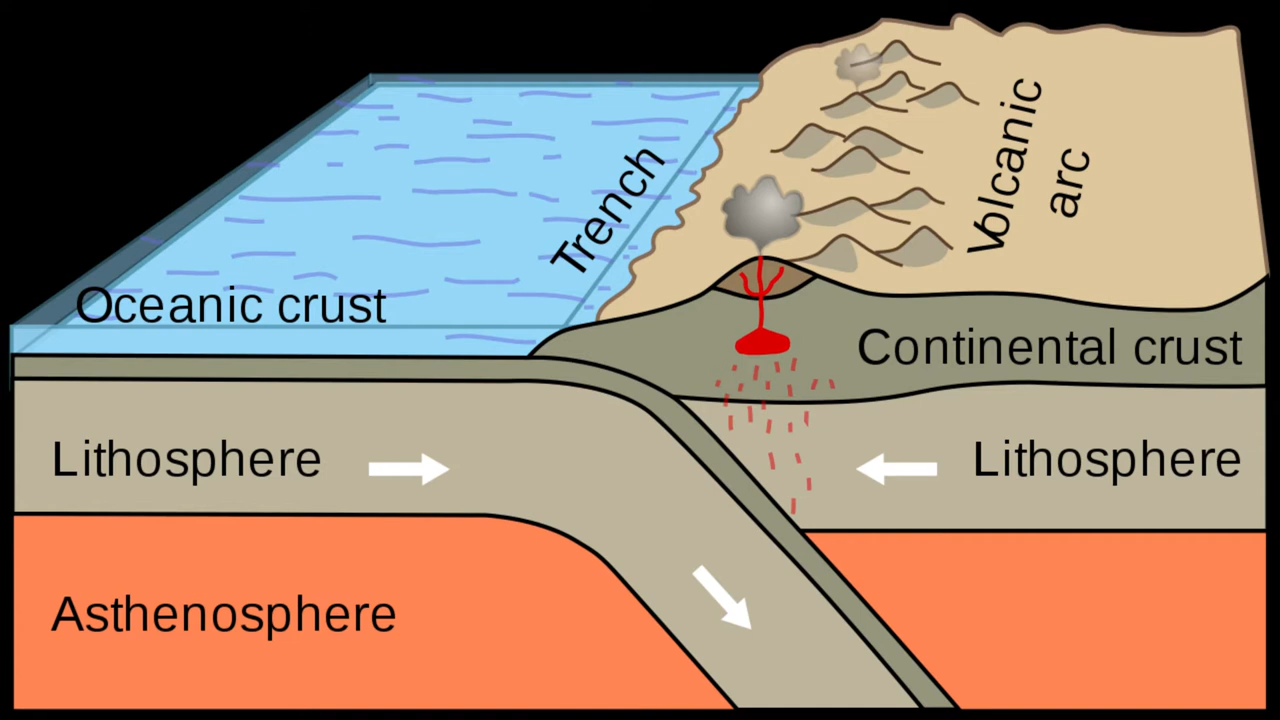 Volcanic
arc
Trench
Oceanic crust
Continental crust
Lithosphere
Lithosphere
Asthenosphere